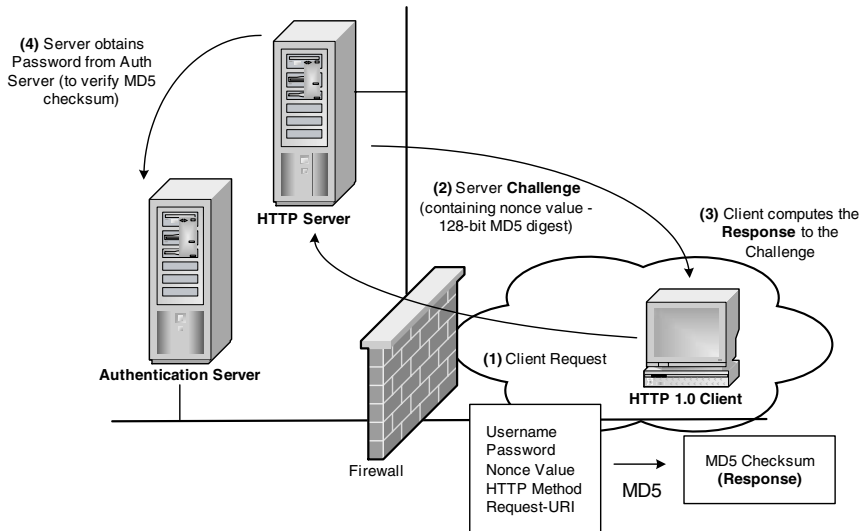 (4) Server obtains
Password from Auth
Server (to verify MD5
checksum)
HTTP Server
(2) Server Challenge
(containing nonce value -
128-bit MD5 digest)
(3) Client computes the
Response to the
Challenge
Authentication Server
(1) Client Request
HTTP 1.0 Client
Firewall
Username
Password
Nonce Value
HTTP Method
Request-URI
MD5
MD5 Checksum
(Response)